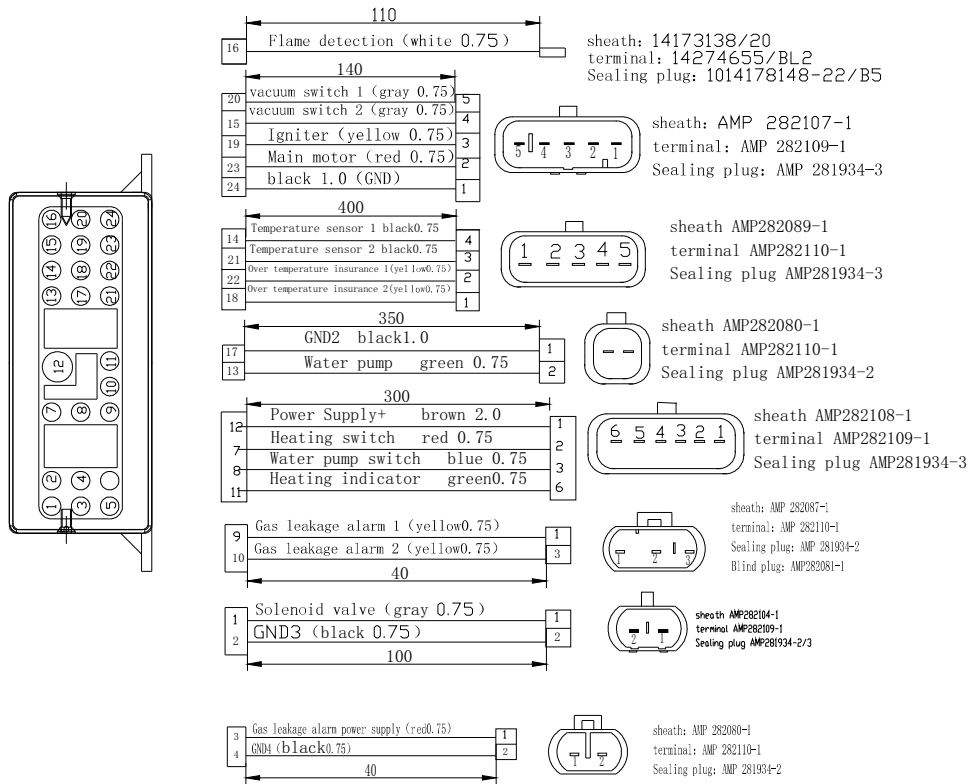 110
16 Flame detection (white 0.75)
sheath: 14173138/20
terminal: 14274655/BL2
Sealing plug: 1014178148-22/B5
140
20 vacuum switch 1 (gray 0.75) 5
15 vacuum switch 2 (gray 0.75) 4
19 Igniter (yellow 0.75) 3
23 Main motor (red 0.75) 2
24 black 1.0 (GND) 1
5 4 3 2 1
sheath: AMP 282107-1
terminal: AMP 282109-1
Sealing plug: AMP 281934-3
16 20 24
15 19 23
14 18 22
13 17 21
12 11
10
7 8 9
2 4
1 3 5
400
14 Temperature sensor 1 black0.75 4
21 Temperature sensor 2 black0.75 3
22 Over temperature insurance 1(yellow0.75) 2
18 Over temperature insurance 2(yellow0.75) 1
1 2 3 4 5
sheath AMP282089-1
terminal AMP282110-1
Sealing plug AMP281934-3
350
17 GND2 black1.0 1
13 Water pump green 0.75 2
sheath AMP282080-1
terminal AMP282110-1
Sealing plug AMP281934-2
300
12 Power Supply+ brown 2.0 1
7 Heating switch red 0.75 2
8 Water pump switch blue 0.75 3
11 Heating indicator green0.75 6
6 5 4 3 2 1
sheath AMP282108-1
terminal AMP282109-1
Sealing plug AMP281934-3
9 Gas leakage alarm 1 (yellow0.75) 1
10 Gas leakage alarm 2 (yellow0.75) 3
40
1 2 3
sheath: AMP 282087-1
terminal: AMP 282110-1
Sealing plug: AMP 281934-2
Blind plug: AMP282081-1
1 Solenoid valve (gray 0.75) 1
2 GND3 (black 0.75) 2
100
2 1
sheath AMP282104-1
terminal AMP282109-1
Sealing plug AMP281934-2/3
3 Gas leakage alarm power supply (red0.75) 1
4 GND4 (black0.75) 2
40
1 2
sheath: AMP 282080-1
terminal: AMP 282110-1
Sealing plug: AMP 281934-2